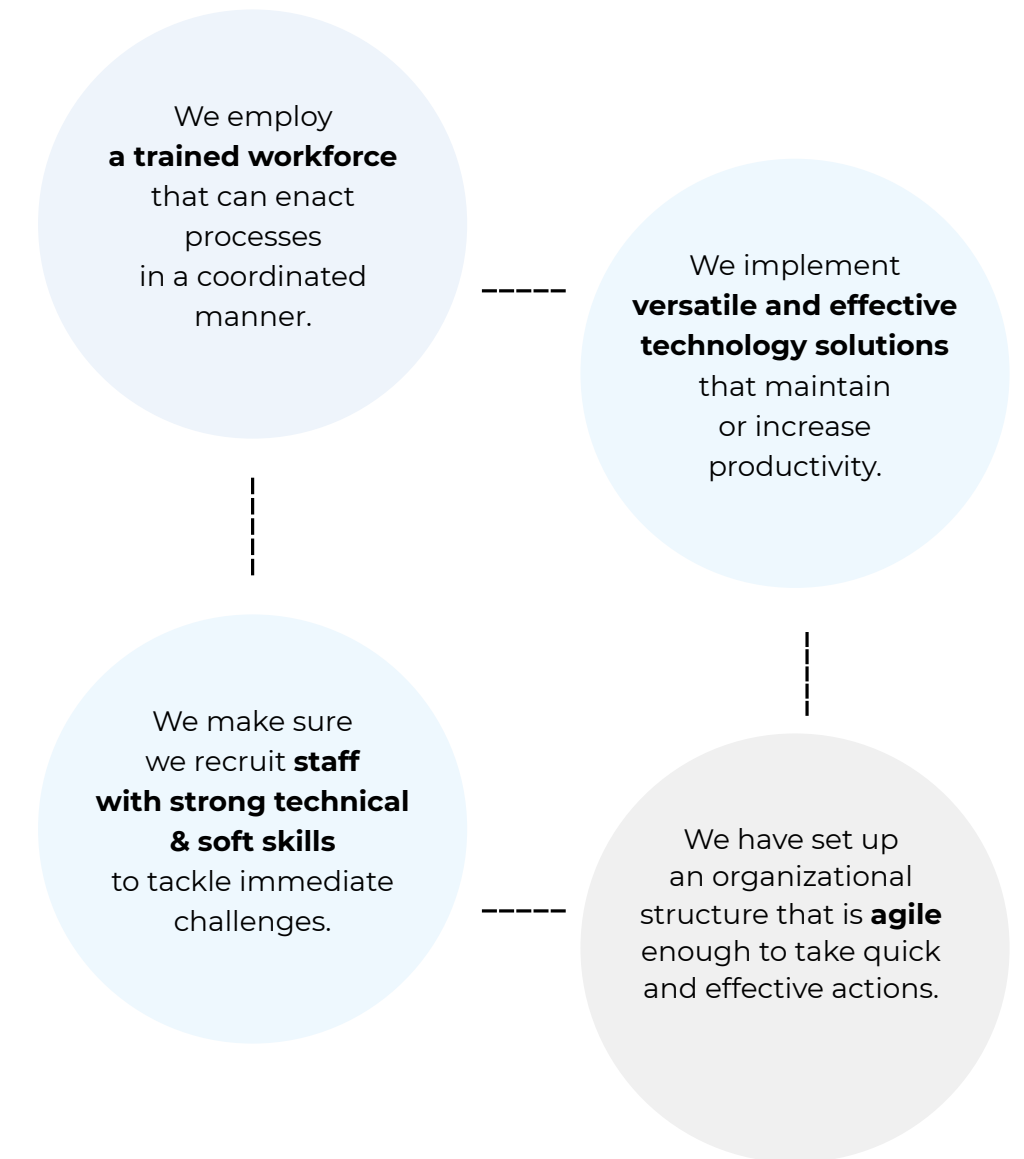 We employ
a trained workforce
that can enact
processes
in a coordinated
manner.
We implement
versatile and effective
technology solutions
that maintain
or increase
productivity.
We make sure
we recruit staff
with strong technical
& soft skills
to tackle immediate
challenges.
We have set up
an organizational
structure that is agile
enough to take quick
and effective actions.